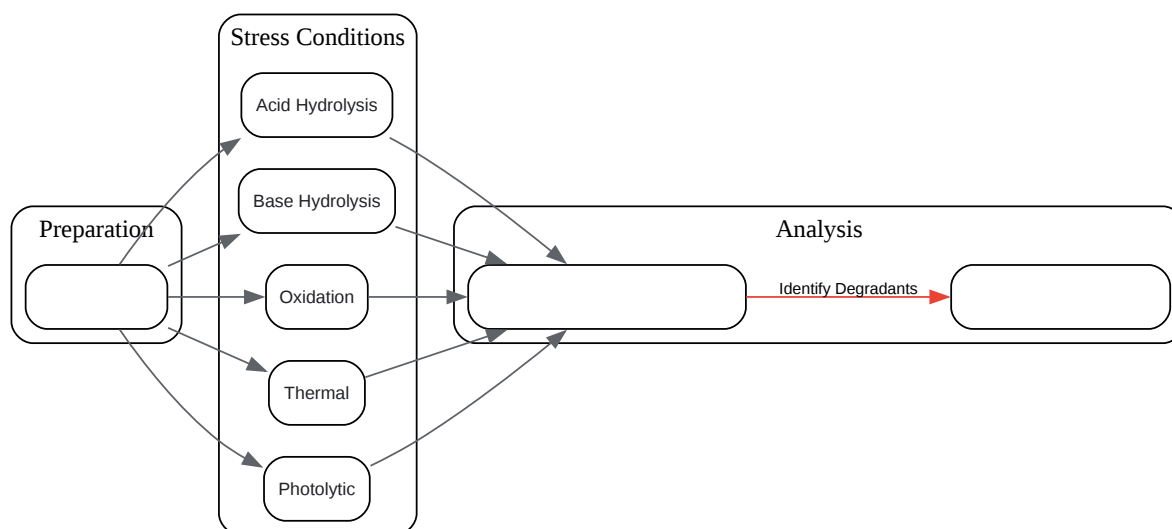 Stress Conditions
Acid Hydrolysis
Base Hydrolysis
Preparation
Analysis
Oxidation
Identify Degradants
Thermal
Photolytic